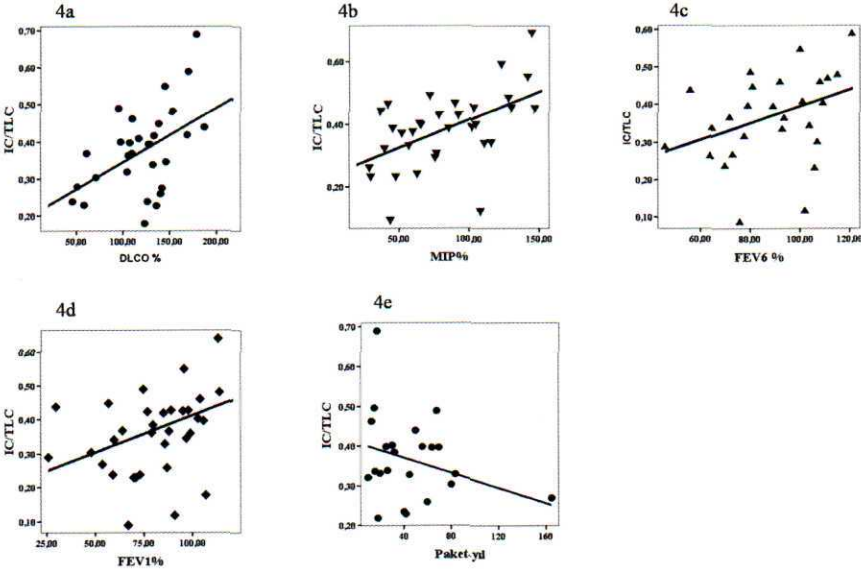 4a
0,70
0,60
0,50
0,40
0,30
0,20
IC/TLC
50,00 100,00 150,00 200,00
DLCO %
4b
0,60
0,40
0,20
IC/TLC
50,00 100,00 150,00
MIP%
4c
0,60
0,50
0,40
0,30
0,20
0,10
IC/TLC
60,00 80,00 100,00 120,00
FEV6 %
4d
0,60
0,50
0,40
0,30
0,20
0,10
IC/TLC
25,00 50,00 75,00 100,00
FEV1%
4e
0,70
0,60
0,50
0,40
0,30
0,20
IC/TLC
40 80 120 160
Paket-yıl